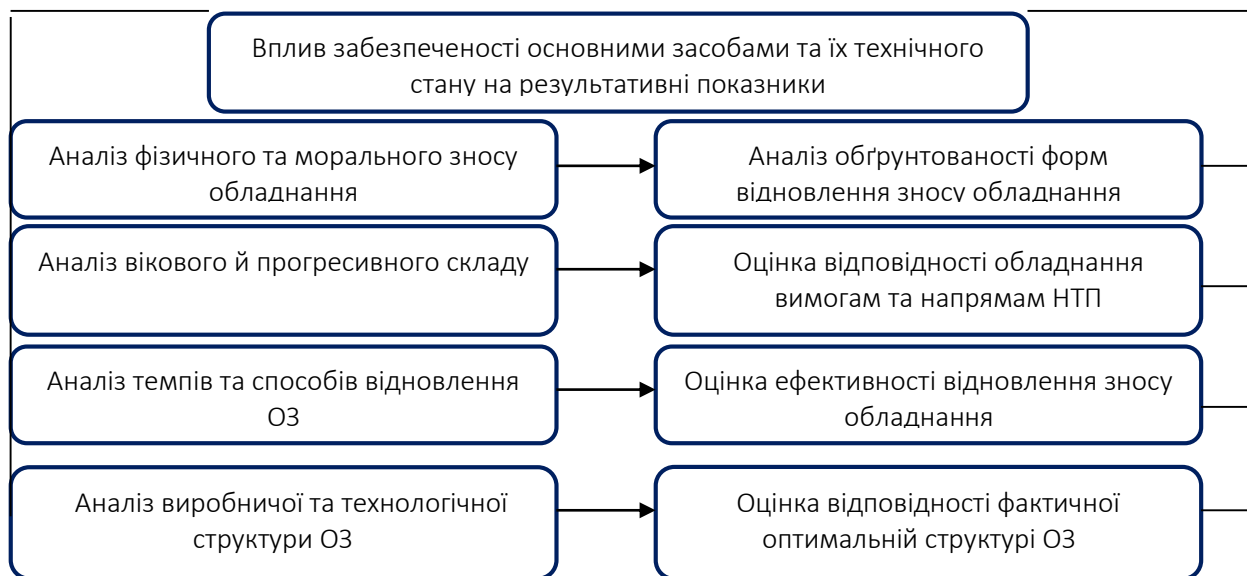 Вплив забезпеченості основними засобами та їх технічного
стану на результативні показники
Аналіз фізичного та морального зносу
обладнання
Аналіз обґрунтованості форм
відновлення зносу обладнання
Аналіз вікового й прогресивного складу
Оцінка відповідності обладнання
вимогам та напрямам НТП
Аналіз темпів та способів відновлення
ОЗ
Оцінка ефективності відновлення зносу
обладнання
Аналіз виробничої та технологічної
структури ОЗ
Оцінка відповідності фактичної
оптимальній структурі ОЗ